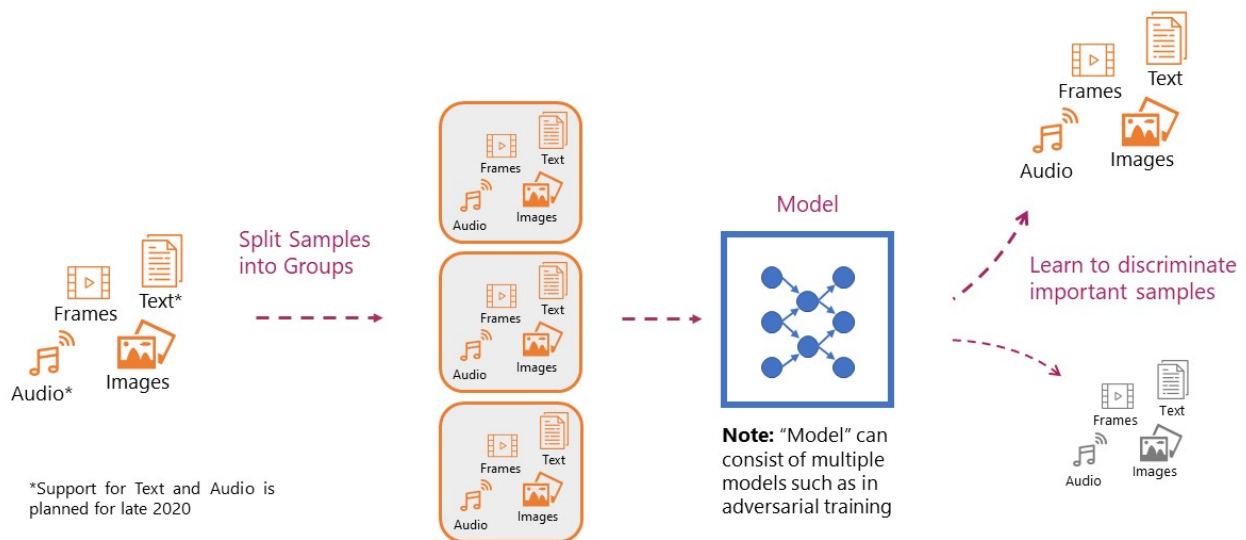 Frames
Text*
Audio*
Images
*Support for Text and Audio is
planned for late 2020
Split Samples
into Groups
Frames
Text
Audio
Images
Frames
Text
Audio
Images
Frames
Text
Audio
Images
Model
Note: “Model” can
consist of multiple
models such as in
adversarial training
Frames
Text
Audio
Images
Learn to discriminate
important samples
Frames
Text
Audio
Images